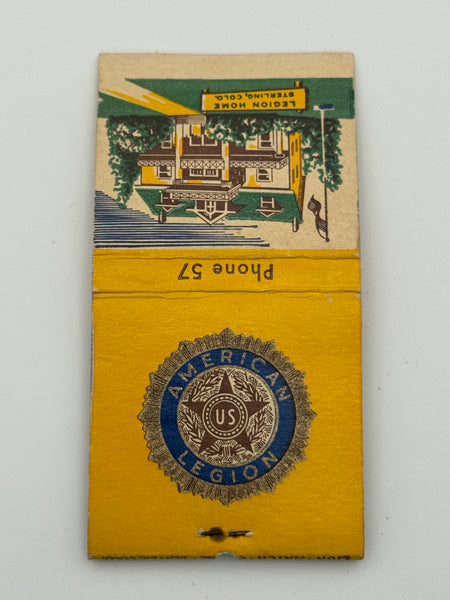 LEGION HOME
STERLING, COLO.
Phone 57
AMERICAN
US
LEGION